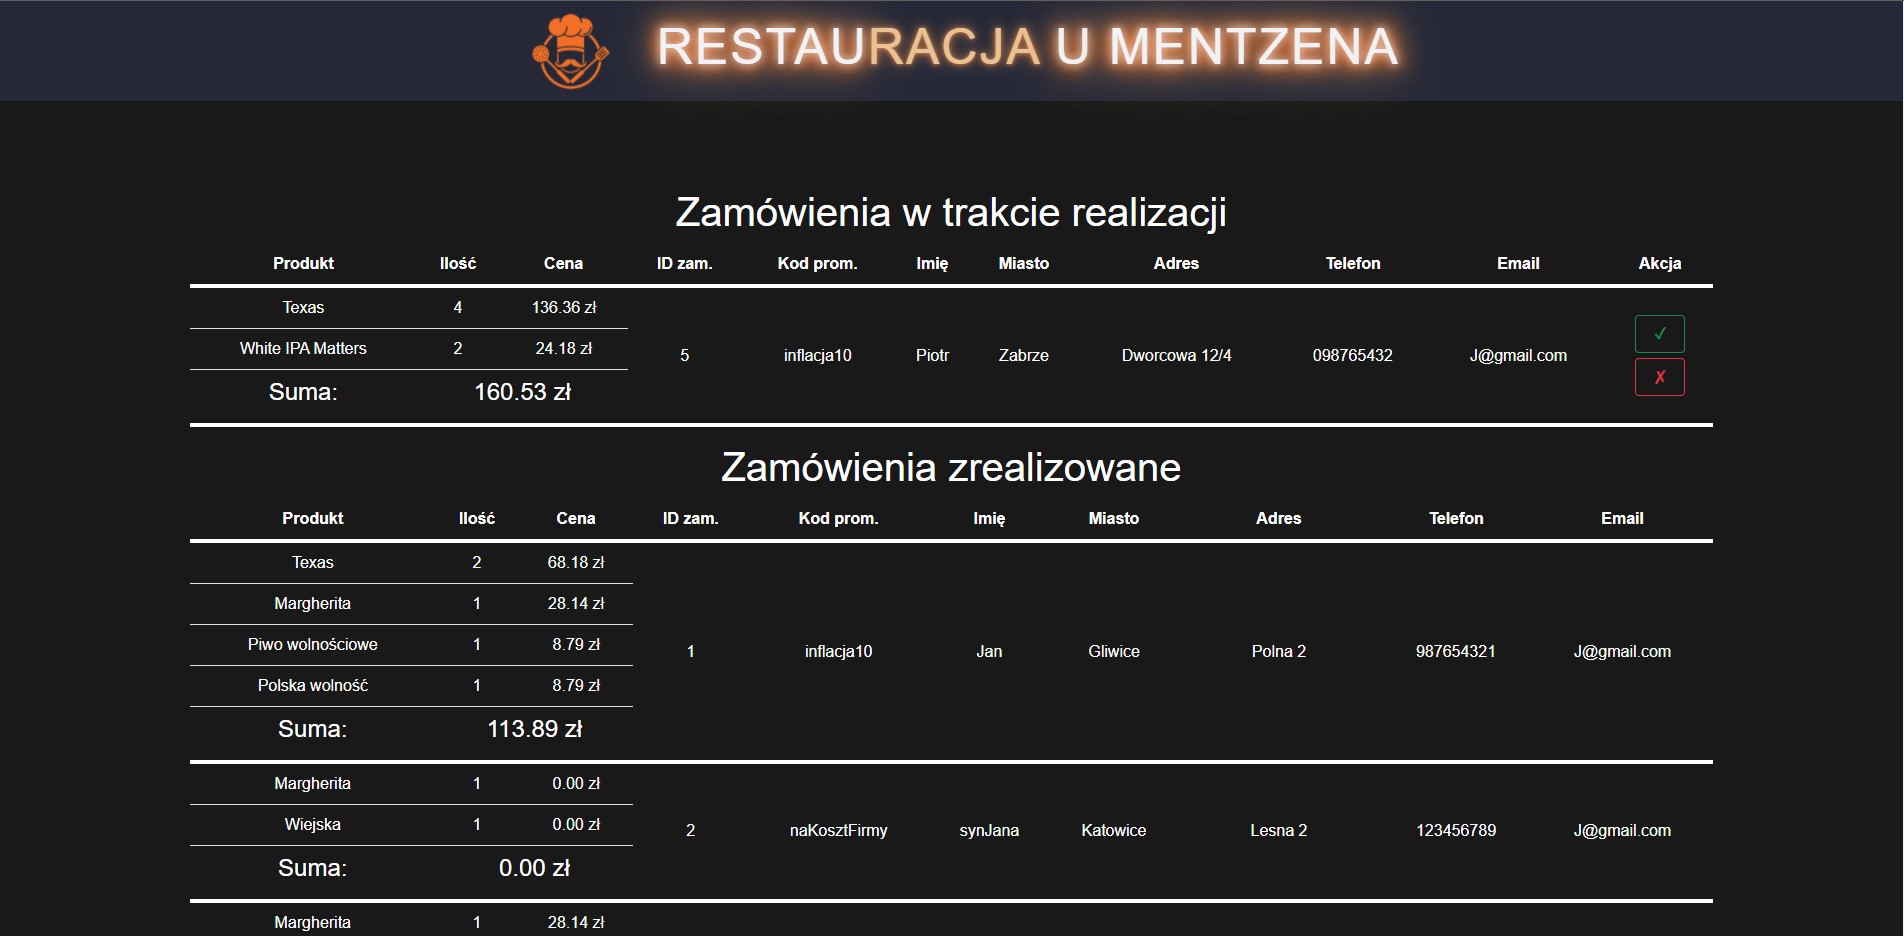 RESTAURACJA U MENTZENA
Zamówienia w trakcie realizacji
Produkt Ilość Cena ID zam. Kod prom. Imię Miasto Adres Telefon Email Akcja
Texas 4 136.36 zł
White IPA Matters 2 24.18 zł 5 inflacja10 Piotr Zabrze Dworcowa 12/4 098765432 J@gmail.com ✓ ✗
Suma: 160.53 zł
Zamówienia zrealizowane
Produkt Ilość Cena ID zam. Kod prom. Imię Miasto Adres Telefon Email
Texas 2 68.18 zł
Margherita 1 28.14 zł
Piwo wolnościowe 1 8.79 zł 1 inflacja10 Jan Gliwice Polna 2 987654321 J@gmail.com
Polska wolność 1 8.79 zł
Suma: 113.89 zł
Margherita 1 0.00 zł
Wiejska 1 0.00 zł 2 naKosztFirmy synJana Katowice Lesna 2 123456789 J@gmail.com
Suma: 0.00 zł
Margherita 1 28.14 zł